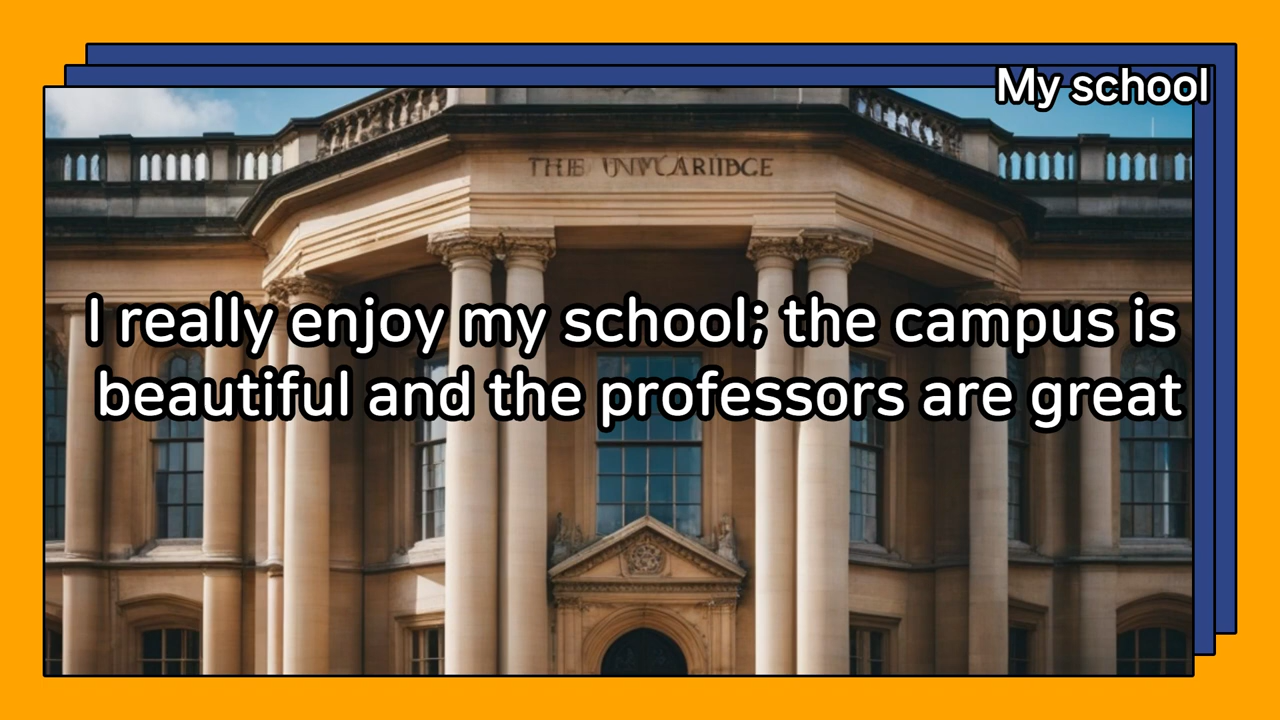 My school
THE
I really enjoy my school; the campus is
beautiful and the professors are great